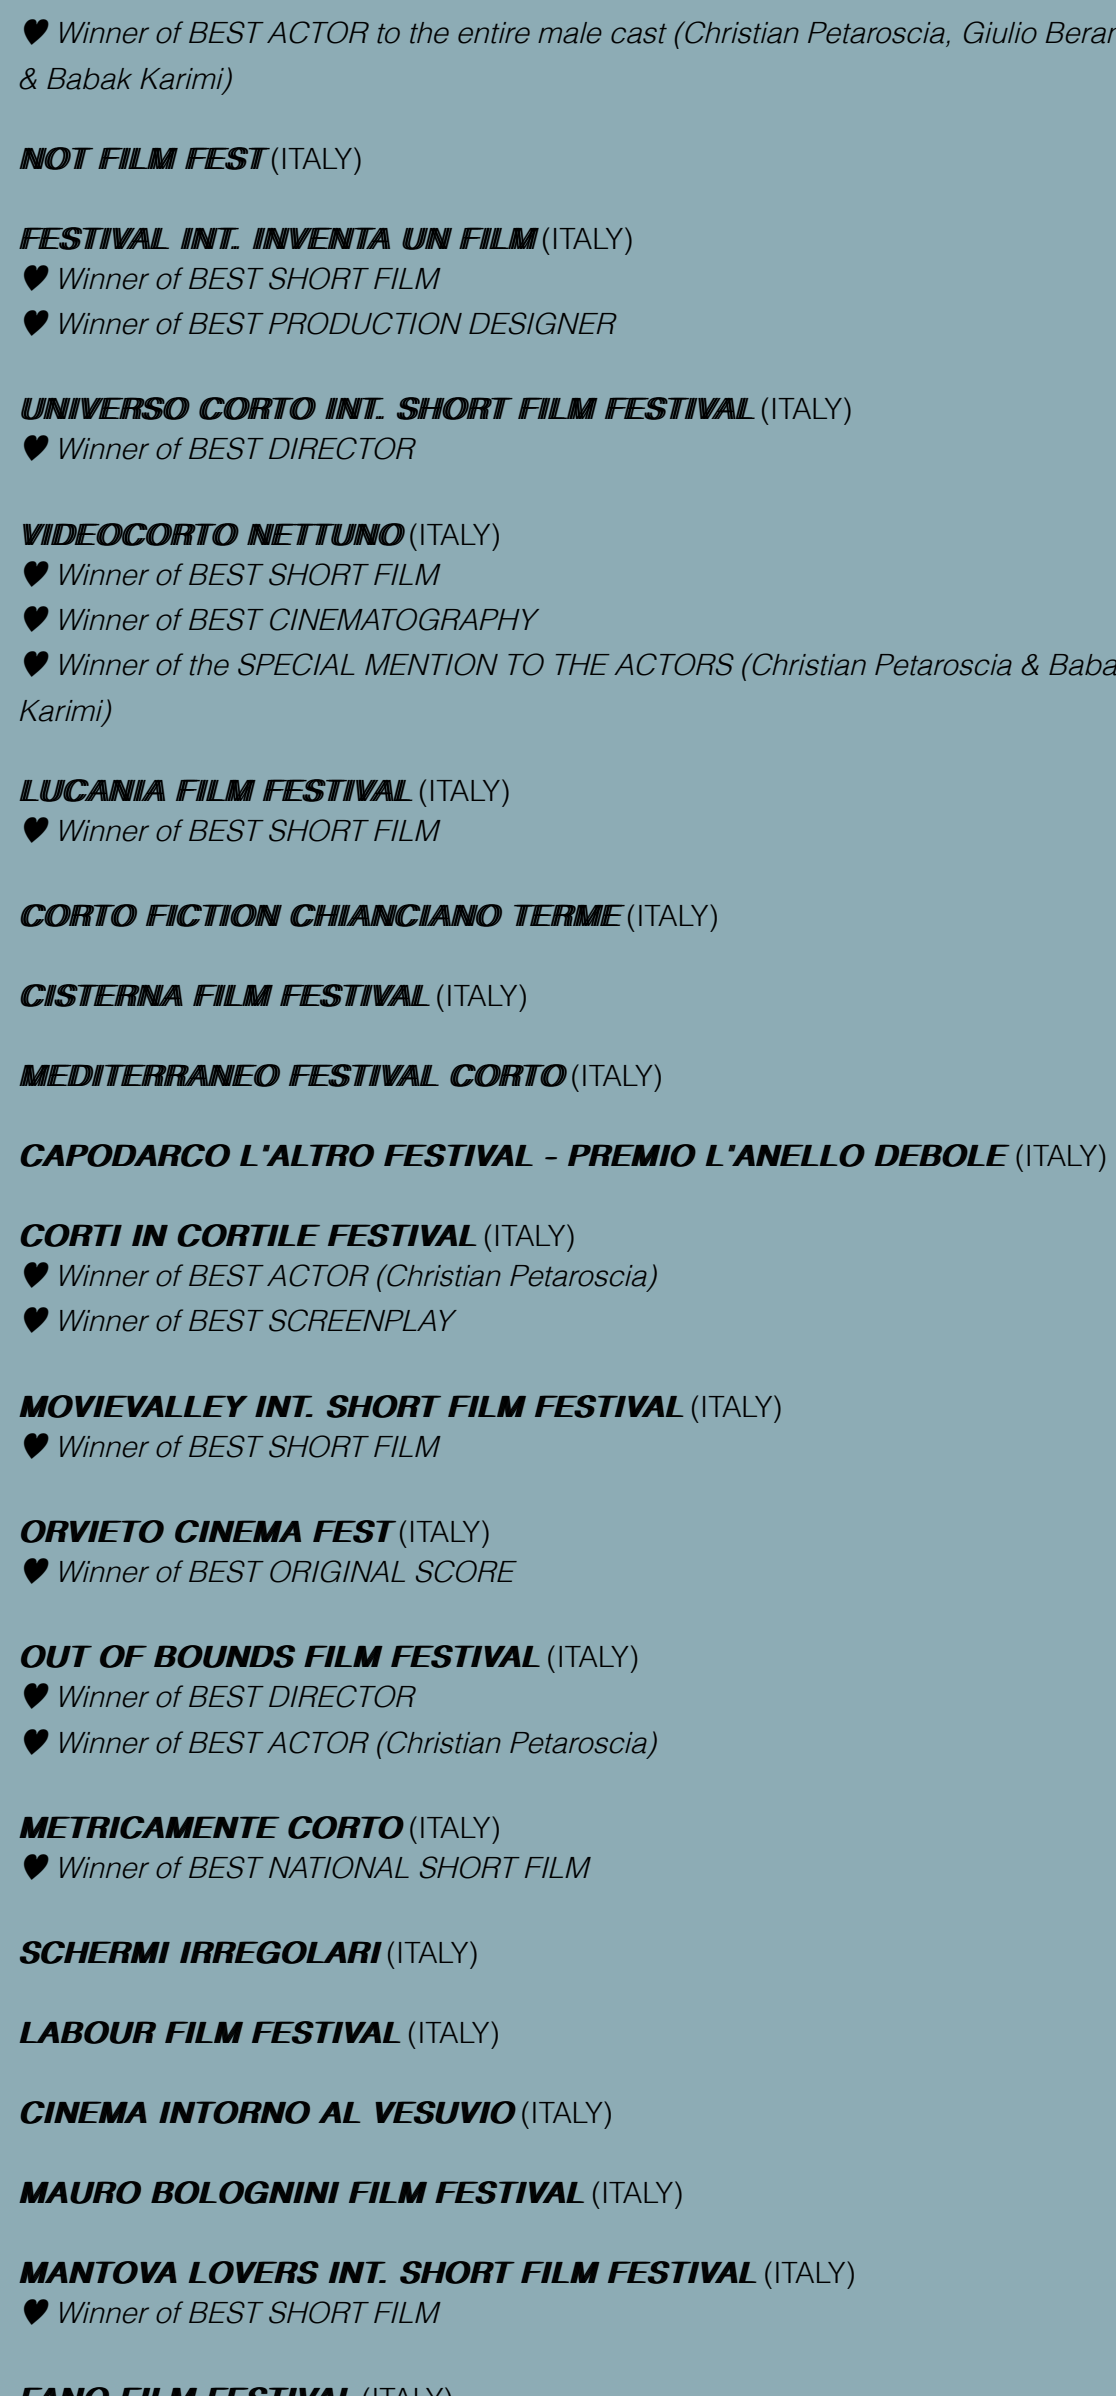 ♥ Winner of BEST ACTOR to the entire male cast (Christian Petaroscia, Giulio
& Babak Karimi)
NOT FILM FEST (ITALY)
FESTIVAL INT. INVENTA UN FILM (ITALY)
♥ Winner of BEST SHORT FILM
♥ Winner of BEST PRODUCTION DESIGNER
UNIVERSO CORTO INT. SHORT FILM FESTIVAL (ITALY)
♥ Winner of BEST DIRECTOR
VIDEOCORTO NETTUNO (ITALY)
♥ Winner of BEST SHORT FILM
♥ Winner of BEST CINEMATOGRAPHY
♥ Winner of the SPECIAL MENTION TO THE ACTORS (Christian Petaroscia &
Karimi)
LUCANIA FILM FESTIVAL (ITALY)
♥ Winner of BEST SHORT FILM
CORTO FICTION CHIANCIANO TERME (ITALY)
CISTERNA FILM FESTIVAL (ITALY)
MEDITERRANEO FESTIVAL CORTO (ITALY)
CAPODARCO L'ALTRO FESTIVAL - PREMIO L'ANELLO DEBOLE (ITALY)
CORTI IN CORTILE FESTIVAL (ITALY)
♥ Winner of BEST ACTOR (Christian Petaroscia)
♥ Winner of BEST SCREENPLAY
MOVIEVALLEY INT. SHORT FILM FESTIVAL (ITALY)
♥ Winner of BEST SHORT FILM
ORVIETO CINEMA FEST (ITALY)
♥ Winner of BEST ORIGINAL SCORE
OUT OF BOUNDS FILM FESTIVAL (ITALY)
♥ Winner of BEST DIRECTOR
♥ Winner of BEST ACTOR (Christian Petaroscia)
METRICAMENTE CORTO (ITALY)
♥ Winner of BEST NATIONAL SHORT FILM
SCHERMI IRREGOLARI (ITALY)
LABOUR FILM FESTIVAL (ITALY)
CINEMA INTORNO AL VESUVIO (ITALY)
MAURO BOLOGNINI FILM FESTIVAL (ITALY)
MANTOVA LOVERS INT. SHORT FILM FESTIVAL (ITALY)
♥ Winner of BEST SHORT FILM
FANO FILM FESTIVAL (ITALY)